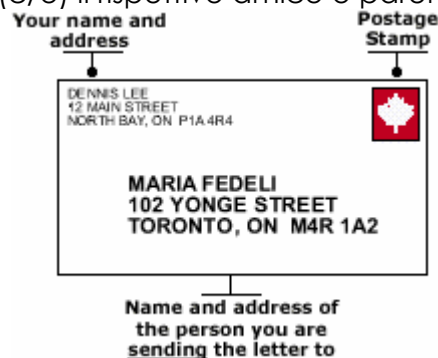 Your name and address
Postage Stamp
DENNIS LEE
12 MAIN STREET
NORTH BAY, ON P1A 4R4
MARIA FEDELI
102 YONGE STREET
TORONTO, ON M4R 1A2
Name and address of
the person you are
sending the letter to